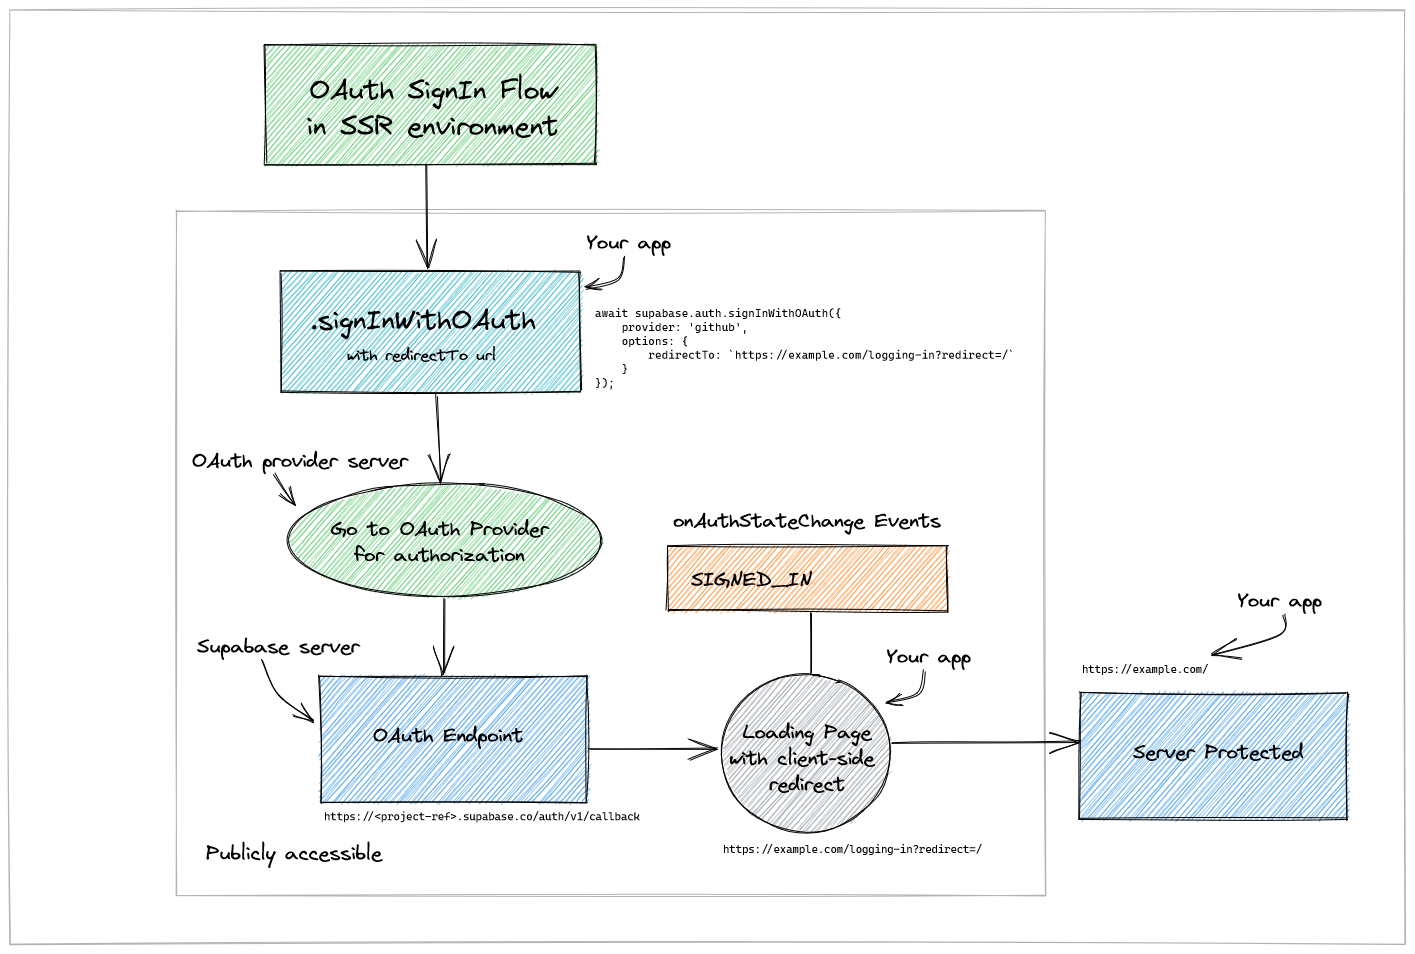 OAuth SignIn Flow
in SSR environment
Your app
.signInWithOAuth
with redirectTo url
await supabase.auth.signInWithOAuth({
    provider: 'github',
    options: {
        redirectTo: `https://example.com/logging-in?redirect=/`
    }
});
OAuth provider server
Go to OAuth Provider
for authorization
onAuthStateChange Events
SIGNED_IN
Supabase server
OAuth Endpoint
https://<project-ref>.supabase.co/auth/v1/callback
Your app
Loading Page
with client-side
redirect
https://example.com/logging-in?redirect=/
Your app
https://example.com/
Server Protected
Publicly accessible